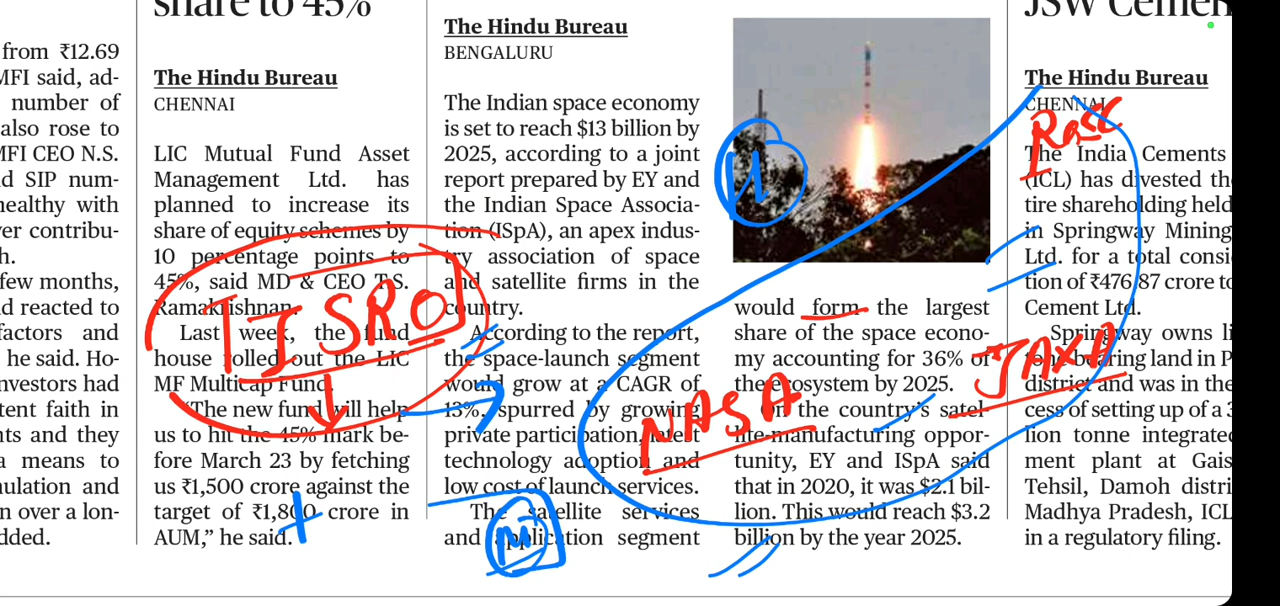 from ₹12.69
MFI said, ad-
number of
also rose to
MFI CEO N.S.
d SIP num-
healthy with
er contribu-
h.
few months,
d reacted to
factors and
he said. Ho-
nvestors had
tent faith in
nts and they
a means to
mulation and
n over a lon-
dded.
share to 45%
The Hindu Bureau
CHENNAI
LIC Mutual Fund Asset
Management Ltd. has
planned to increase its
share of equity schemes by
10 percentage points to
45%, said MD & CEO T.S.
Ramakrishnan.
Last week, the fund
house rolled out the LIC
MF Multicap Fund.
“The new fund will help
us to hit the 45% mark be-
fore March 23 by fetching
us ₹1,500 crore against the
target of ₹1,800 crore in
AUM,” he said.
ISRO
The Hindu Bureau
BENGALURU
The Indian space economy
is set to reach $13 billion by
2025, according to a joint
report prepared by EY and
the Indian Space Associa-
tion (ISpA), an apex indus-
try association of space
and satellite firms in the
country.
According to the report,
the space-launch segment
would grow at a CAGR of
13%, spurred by growing
private participation, latest
technology adoption and
low cost of launch services.
The satellite services
and application segment
would form the largest
share of the space econo-
my accounting for 36% of
the ecosystem by 2025.
On the country’s satel-
lite-manufacturing oppor-
tunity, EY and ISpA said
that in 2020, it was $2.1 bil-
lion. This would reach $3.2
billion by the year 2025.
NASA
JAXA
JSW Cemen
The Hindu Bureau
CHENNAI
The India Cements
(ICL) has divested the
tire shareholding held
in Springway Mining
Ltd. for a total consi
tion of ₹476.87 crore to
Cement Ltd.
Springway owns li
bearing land in P
district and was in the
cess of setting up of a 3
lion tonne integrated
ment plant at Gais
Tehsil, Damoh distri
Madhya Pradesh, ICL
in a regulatory filing.